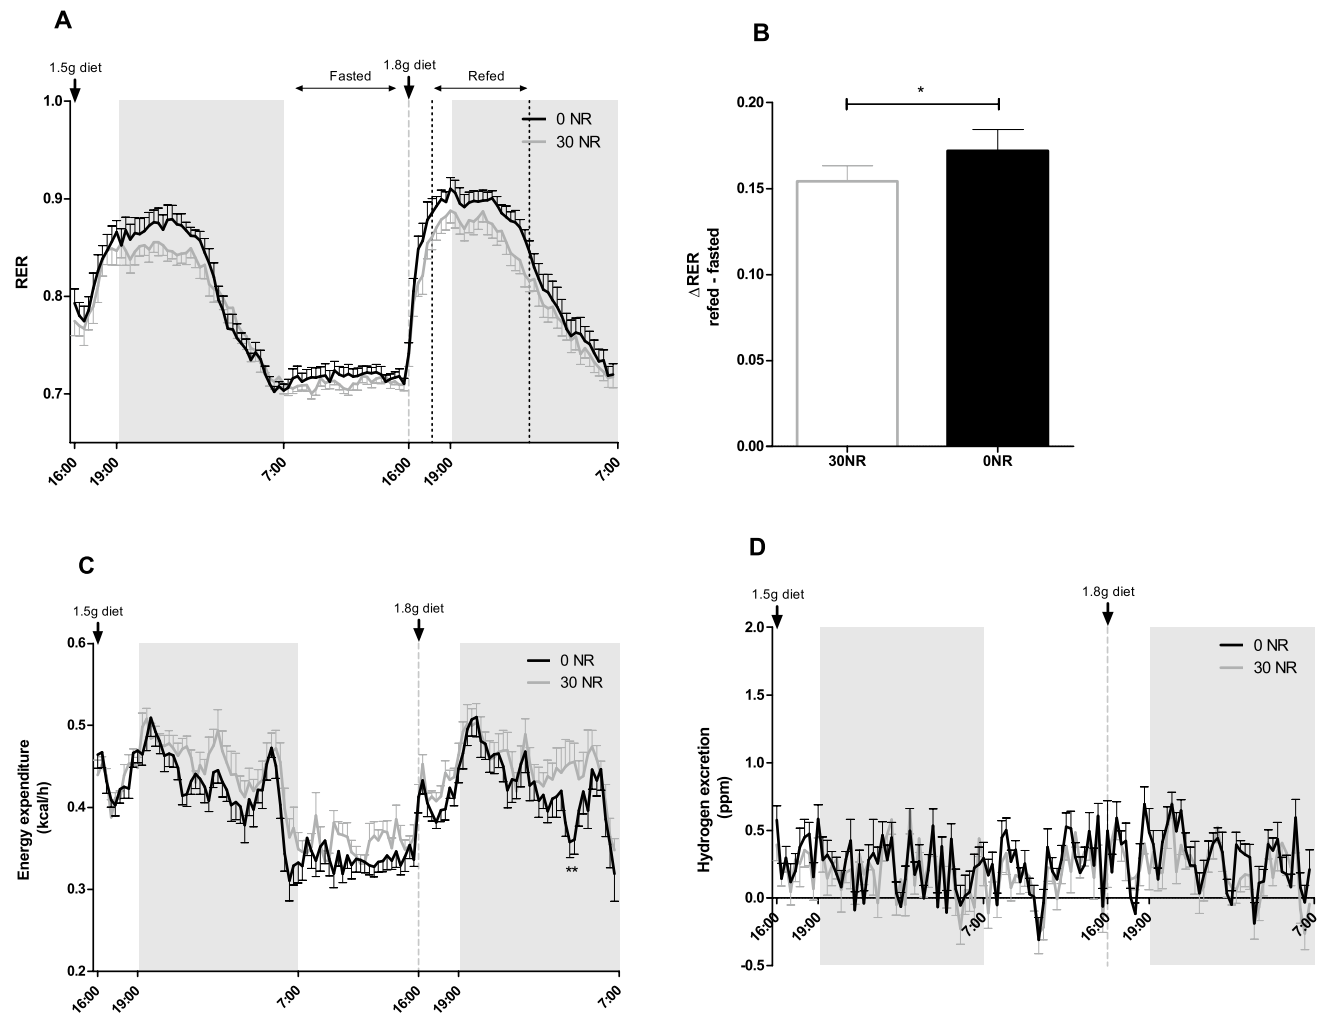 A
1.5g diet
Fasted
1.8g diet
Refed
1.0
0.9
0.8
0.7
RER
0 NR
30 NR
16:00
19:00
7:00
16:00
19:00
7:00
B
*
0.20
0.15
0.10
0.05
0.00
ΔRER
refed - fasted
30NR
0NR
C
1.5g diet
1.8g diet
0.6
0.5
0.4
0.3
0.2
Energy expenditure
(kcal/h)
0 NR
30 NR
**
16:00
19:00
7:00
16:00
19:00
7:00
D
1.5g diet
1.8g diet
2.0
1.5
1.0
0.5
0.0
-0.5
Hydrogen excretion
(ppm)
0 NR
30 NR
16:00
19:00
7:00
16:00
19:00
7:00